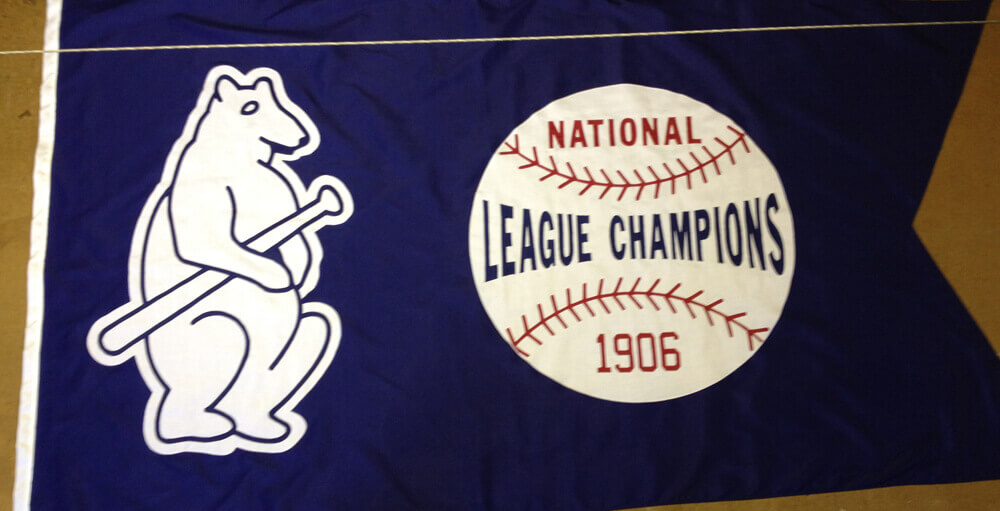 NATIONAL
LEAGUE CHAMPIONS
1906